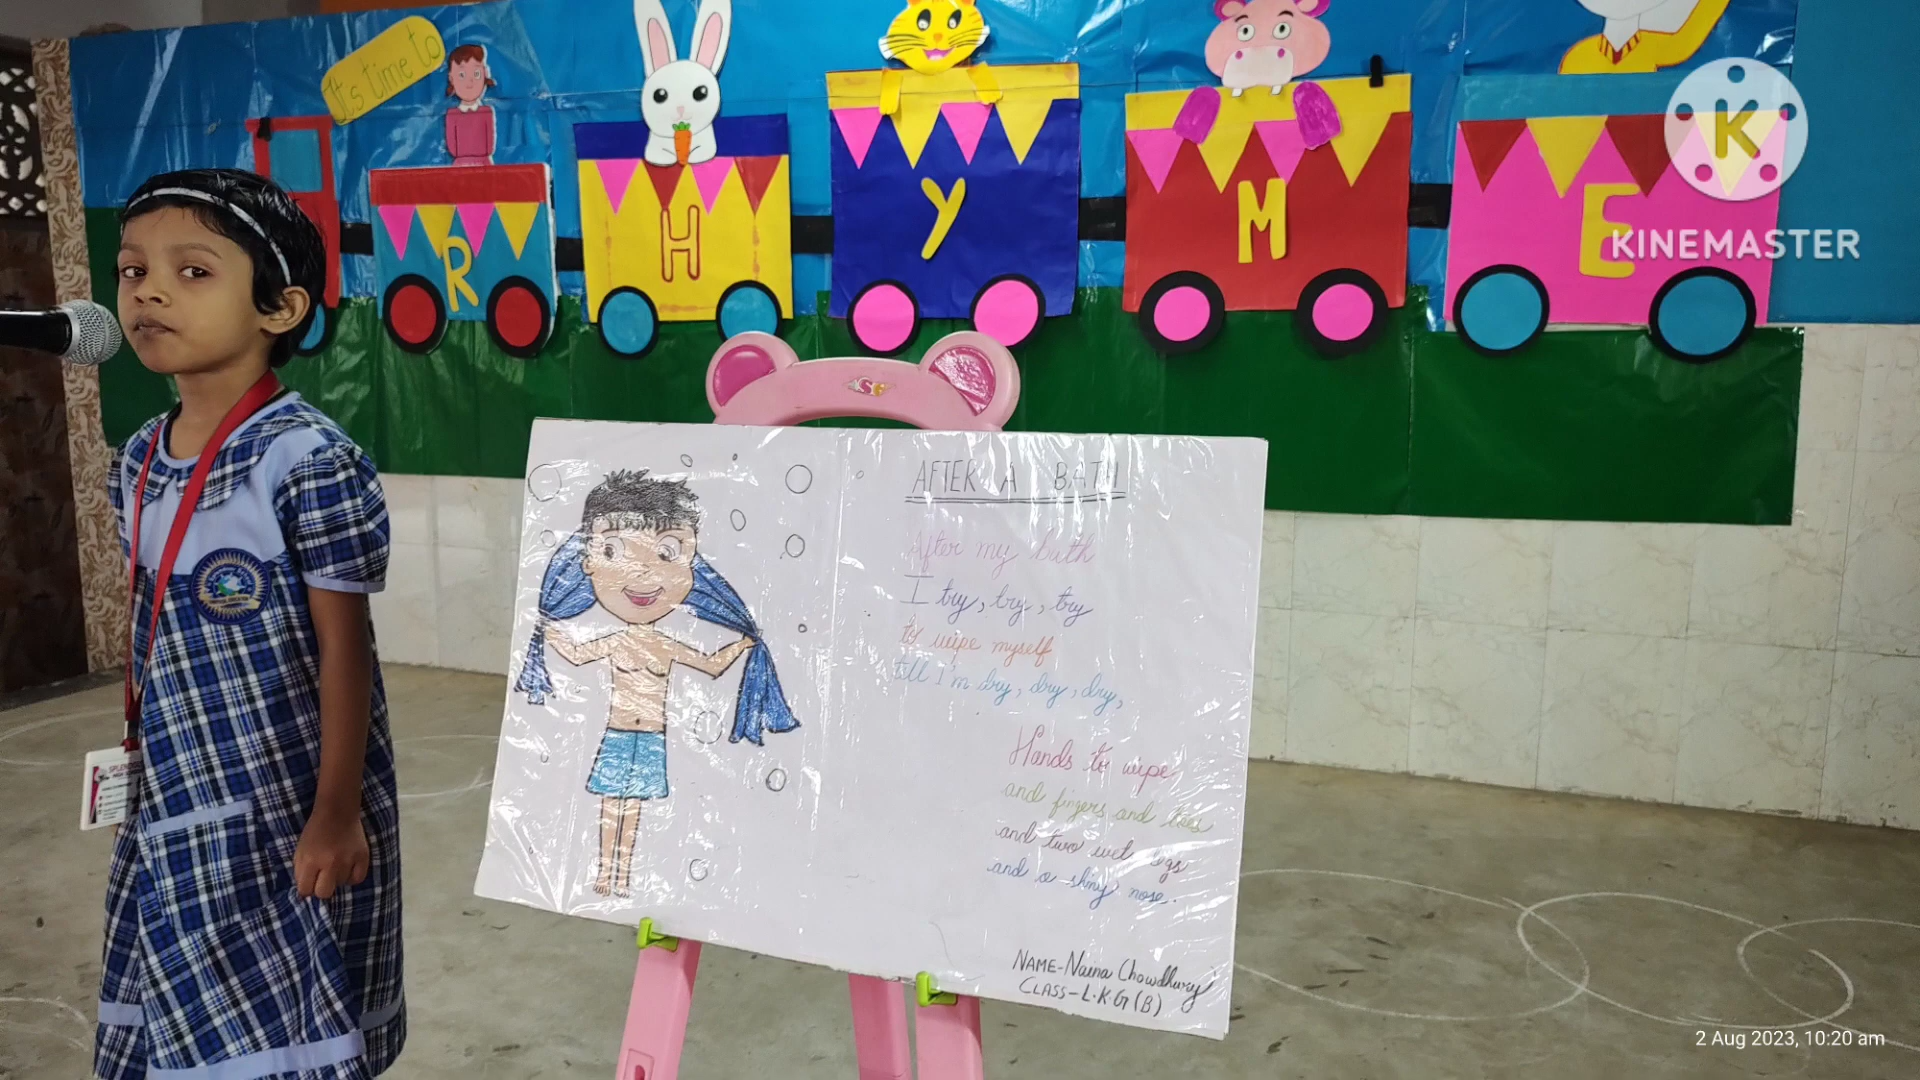 It's time to
R H Y M E
KINEMASTER
AFTER A BATH
After my bath
I try, try, try
to wipe myself
till I'm dry, dry, dry,
Hands to wipe
and fingers and toes
and two wet legs
and a shiny nose.
NAME-Naina Chowdhury
CLASS-L.K.G(B)
2 Aug 2023, 10:20 am